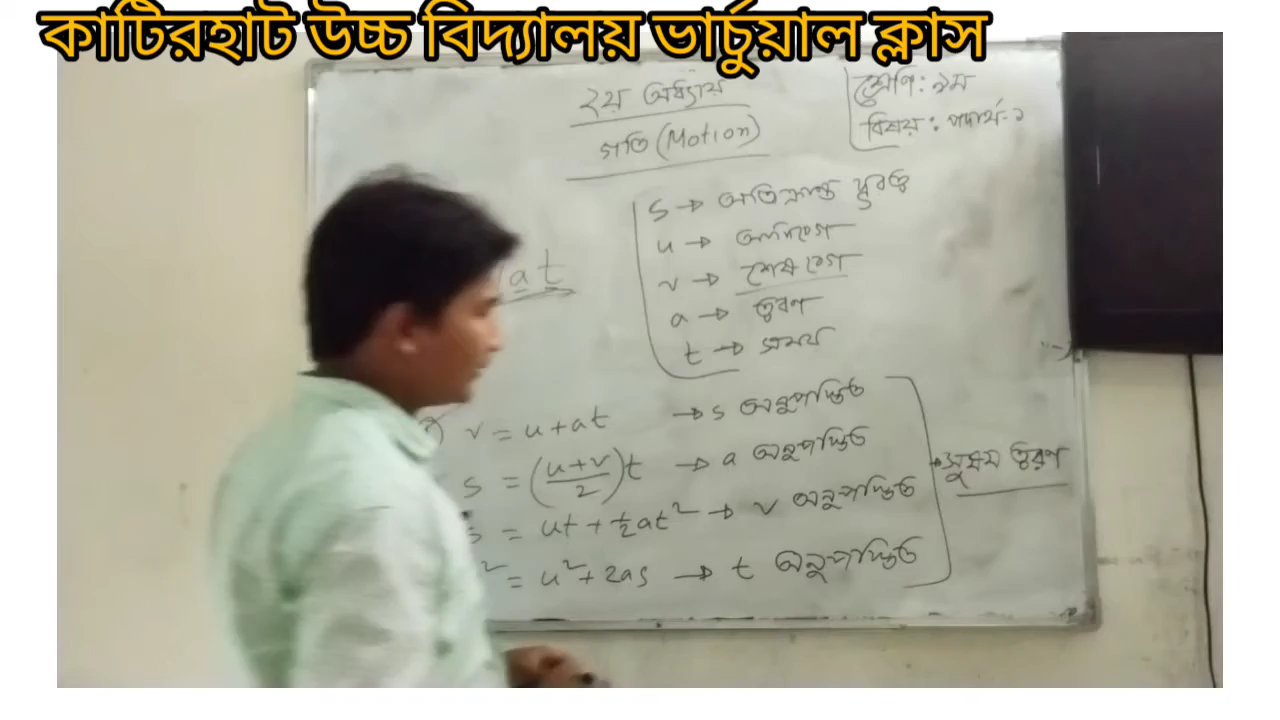 কাটিরহাট উচ্চ বিদ্যালয় ভার্চুয়াল ক্লাস
২য় অধ্যায়
গতি (Motion)
শ্রেণি: ৯ম
বিষয়: পদার্থ-১
s → অতিক্রান্ত দূরত্ব
u → আদিবেগ
v → শেষ বেগ
a → ত্বরণ
t → সময়
a t
v = u + at → s অনুপস্থিত
s = (u+v/2)t → a অনুপস্থিত
s = ut + ½at² → v অনুপস্থিত
² = u² + 2as → t অনুপস্থিত
→ সুষম ত্বরণ